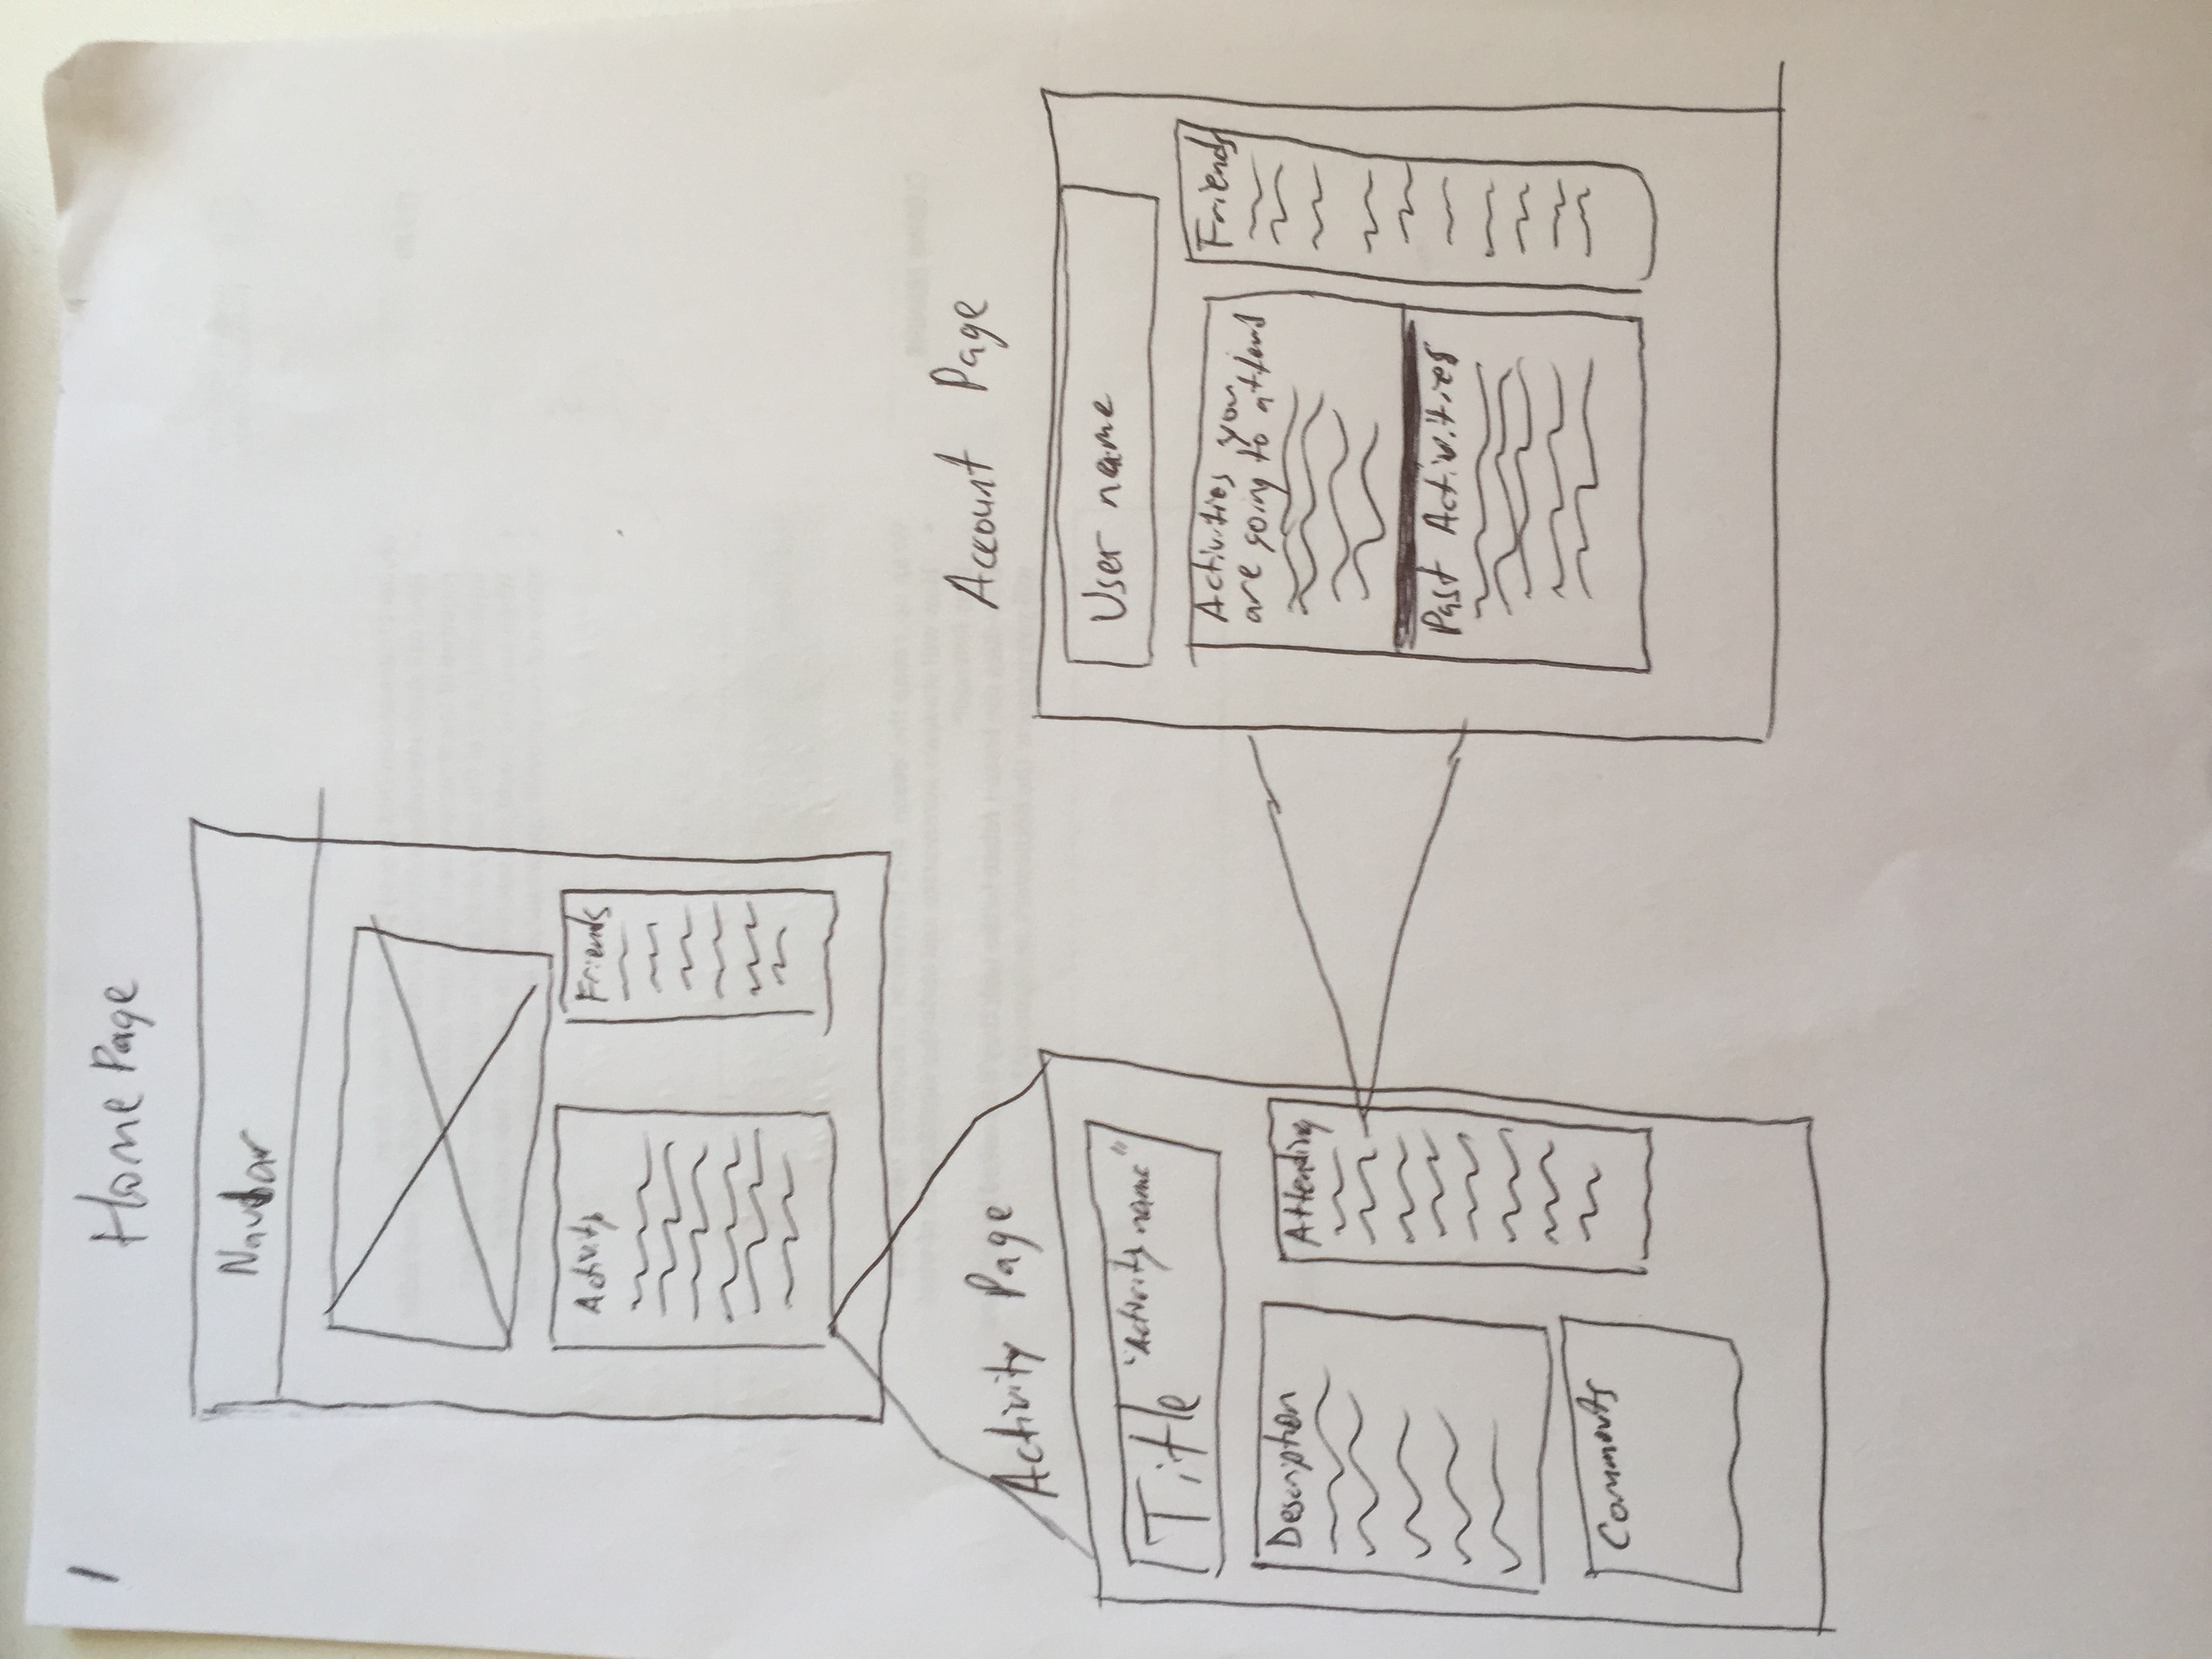 1
Home Page
Navbar
Activity
Friends
Activity Page
Title "Activity name"
Description
Attending
Comments
Account Page
User name
Activities you
are going to attend
Friends
Past Activities